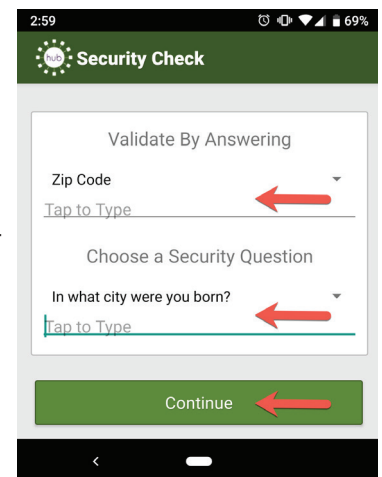 2:59
69%
hub Security Check
Validate By Answering
Zip Code
Tap to Type
Choose a Security Question
In what city were you born?
Tap to Type
Continue